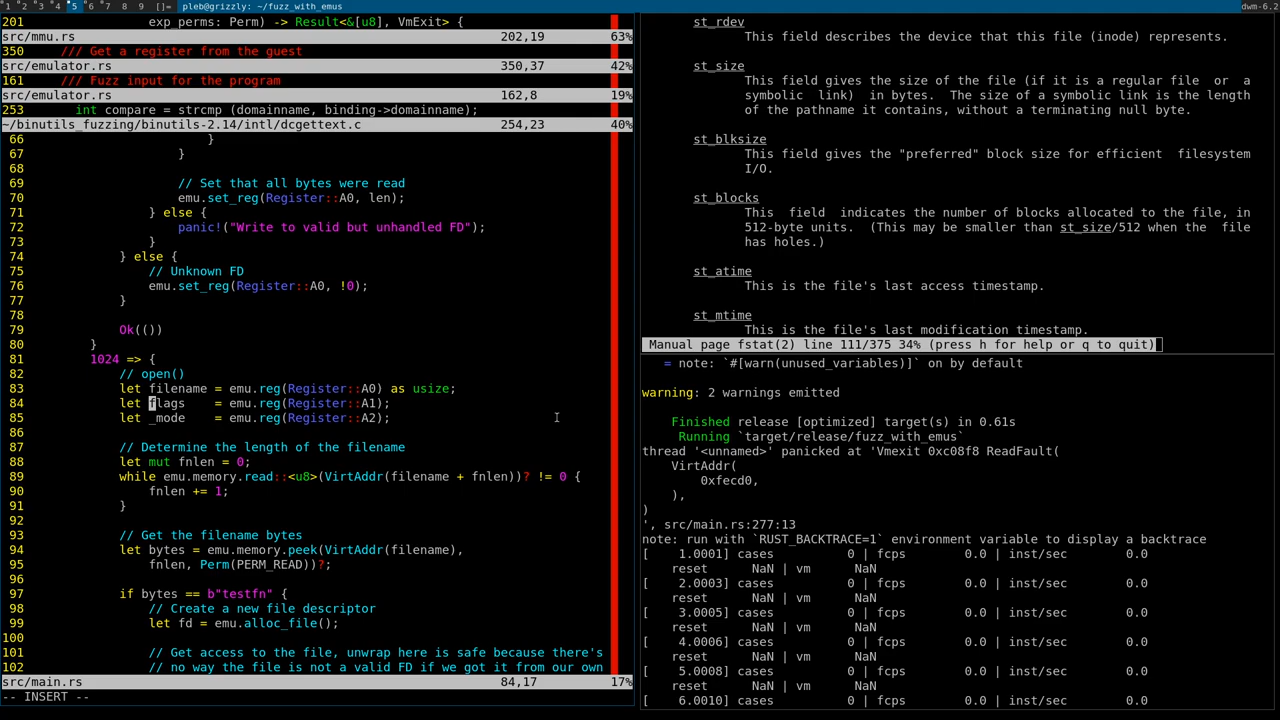 1 2 3 4 5 6 7 8 9 []= pleb@grizzly: ~/fuzz_with_emus dwm-6.2
201 exp_perms: Perm) -> Result<&[u8], VmExit> {
src/mmu.rs 202,19 63%
350 /// Get a register from the guest
src/emulator.rs 350,37 42%
161 /// Fuzz input for the program
src/emulator.rs 162,8 19%
253 int compare = strcmp (domainname, binding->domainname);
~/binutils_fuzzing/binutils-2.14/intl/dcgettext.c 254,23 40%
66 }
67 }
68
69 // Set that all bytes were read
70 emu.set_reg(Register::A0, len);
71 } else {
72 panic!("Write to valid but unhandled FD");
73 }
74 } else {
75 // Unknown FD
76 emu.set_reg(Register::A0, !0);
77 }
78
79 Ok(())
80 }
81 1024 => {
82 // open()
83 let filename = emu.reg(Register::A0) as usize;
84 let flags = emu.reg(Register::A1);
85 let _mode = emu.reg(Register::A2);
86
87 // Determine the length of the filename
88 let mut fnlen = 0;
89 while emu.memory.read::<u8>(VirtAddr(filename + fnlen))? != 0 {
90 fnlen += 1;
91 }
92
93 // Get the filename bytes
94 let bytes = emu.memory.peek(VirtAddr(filename),
95 fnlen, Perm(PERM_READ))?;
96
97 if bytes == b"testfn" {
98 // Create a new file descriptor
99 let fd = emu.alloc_file();
100
101 // Get access to the file, unwrap here is safe because there's
102 // no way the file is not a valid FD if we got it from our own
src/main.rs 84,17 17%
-- INSERT --
st_rdev
This field describes the device that this file (inode) represents.
st_size
This field gives the size of the file (if it is a regular file or a
symbolic link) in bytes. The size of a symbolic link is the length
of the pathname it contains, without a terminating null byte.
st_blksize
This field gives the "preferred" block size for efficient filesystem
I/O.
st_blocks
This field indicates the number of blocks allocated to the file, in
512-byte units. (This may be smaller than st_size/512 when the file
has holes.)
st_atime
This is the file's last access timestamp.
st_mtime
This is the file's last modification timestamp.
Manual page fstat(2) line 111/375 34% (press h for help or q to quit)
= note: `#[warn(unused_variables)]` on by default
warning: 2 warnings emitted
Finished release [optimized] target(s) in 0.61s
Running `target/release/fuzz_with_emus`
thread '<unnamed>' panicked at 'Vmexit 0xc08f8 ReadFault(
VirtAddr(
0xfecd0,
),
)
', src/main.rs:277:13
note: run with `RUST_BACKTRACE=1` environment variable to display a backtrace
[ 1.0001] cases 0 | fcps 0.0 | inst/sec 0.0
reset NaN | vm NaN
[ 2.0003] cases 0 | fcps 0.0 | inst/sec 0.0
reset NaN | vm NaN
[ 3.0005] cases 0 | fcps 0.0 | inst/sec 0.0
reset NaN | vm NaN
[ 4.0006] cases 0 | fcps 0.0 | inst/sec 0.0
reset NaN | vm NaN
[ 5.0008] cases 0 | fcps 0.0 | inst/sec 0.0
reset NaN | vm NaN
[ 6.0010] cases 0 | fcps 0.0 | inst/sec 0.0